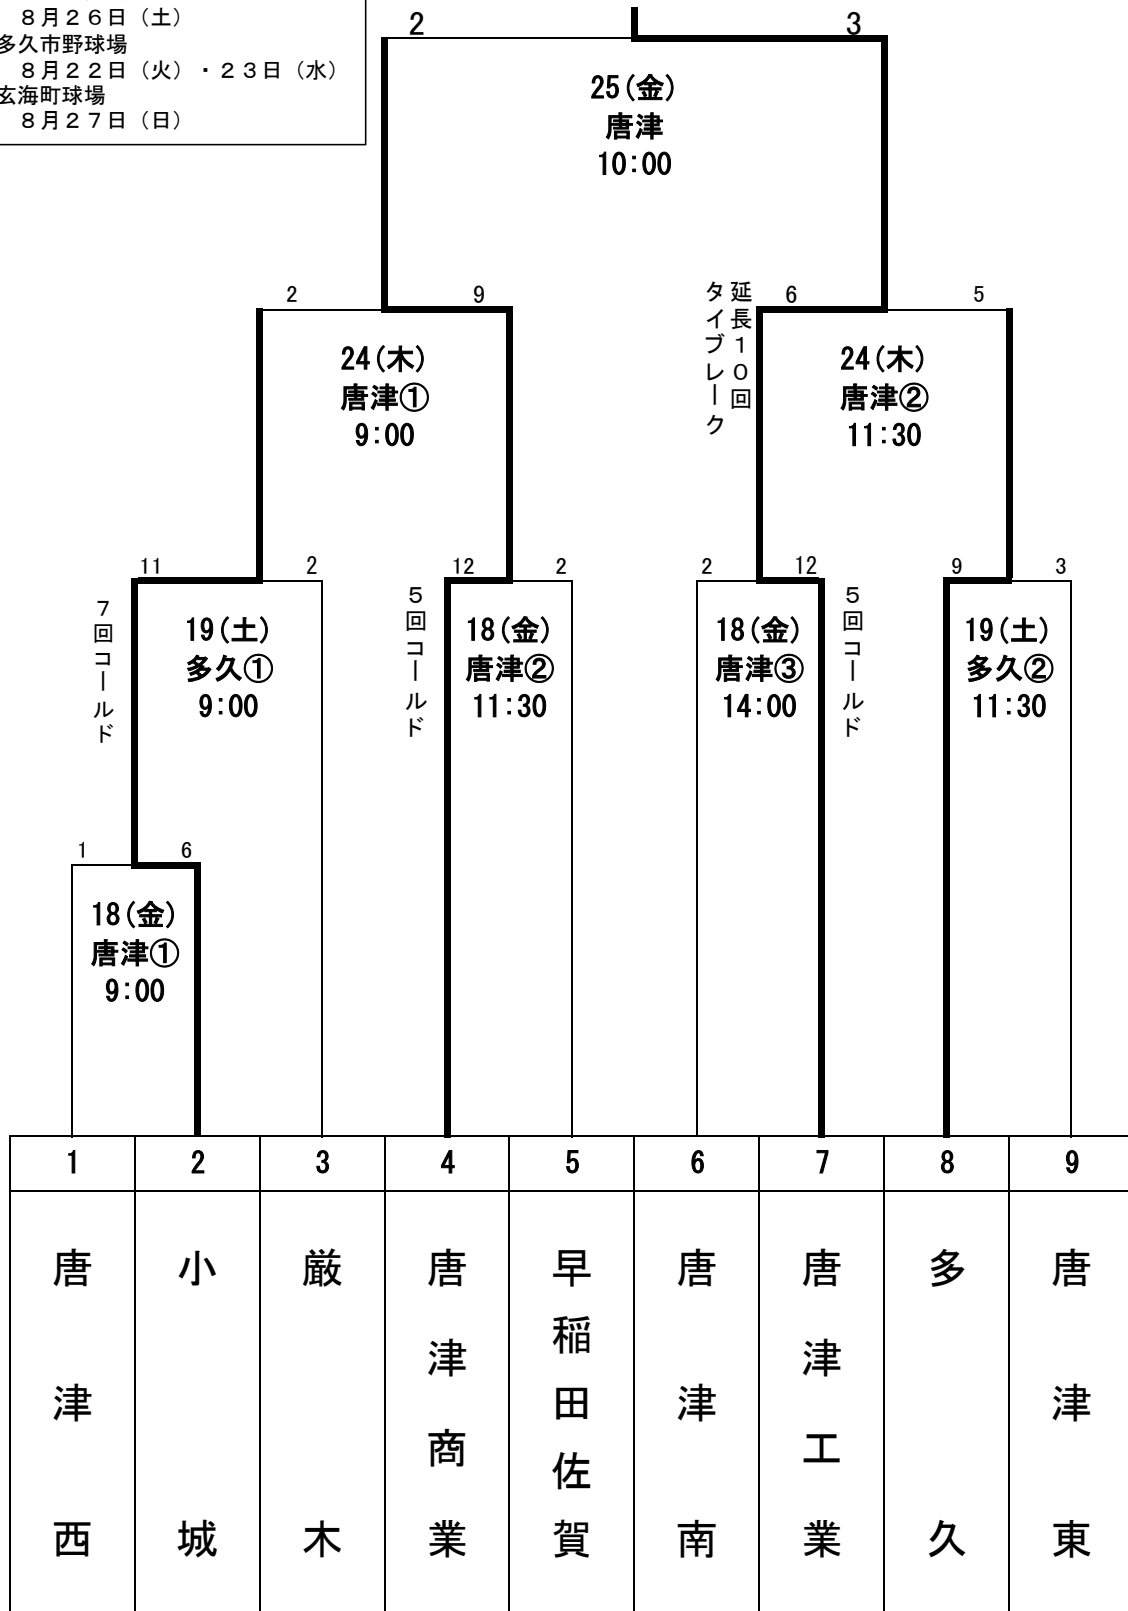 ８月２６日（土）
多久市野球場
８月２２日（火）・２３日（水）
玄海町球場
８月２７日（日）
2
3
25(金)
唐津
10:00
2
9
延長１０回
タイブレーク
6
5
24(木)
唐津①
9:00
24(木)
唐津②
11:30
11
2
12
2
2
12
9
3
7回コールド
19(土)
多久①
9:00
5回コールド
18(金)
唐津②
11:30
18(金)
唐津③
14:00
5回コールド
19(土)
多久②
11:30
1
6
18(金)
唐津①
9:00
1
2
3
4
5
6
7
8
9
唐津西
小城
厳木
唐津商業
早稲田佐賀
唐津南
唐津工業
多久
唐津東